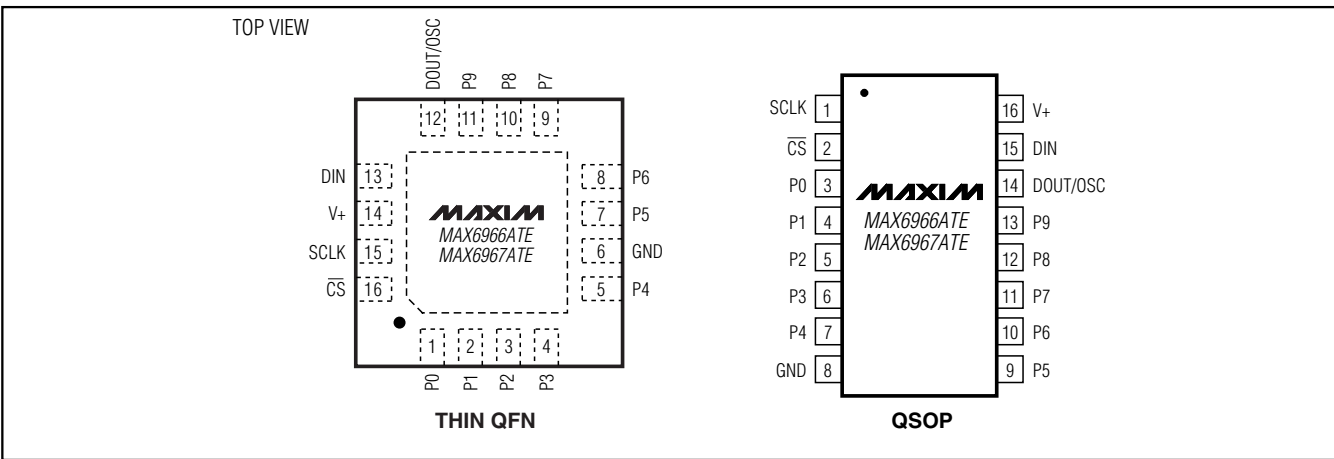 TOP VIEW
DOUT/OSC
P9
P8
P7
12 11 10 9
DIN 13
V+ 14
SCLK 15
CS 16
8 P6
7 P5
6 GND
5 P4
MAXIM
MAX6966ATE
MAX6967ATE
1 2 3 4
P0
P1
P2
P3
THIN QFN
SCLK 1
CS 2
P0 3
P1 4
P2 5
P3 6
P4 7
GND 8
MAXIM
MAX6966ATE
MAX6967ATE
16 V+
15 DIN
14 DOUT/OSC
13 P9
12 P8
11 P7
10 P6
9 P5
QSOP